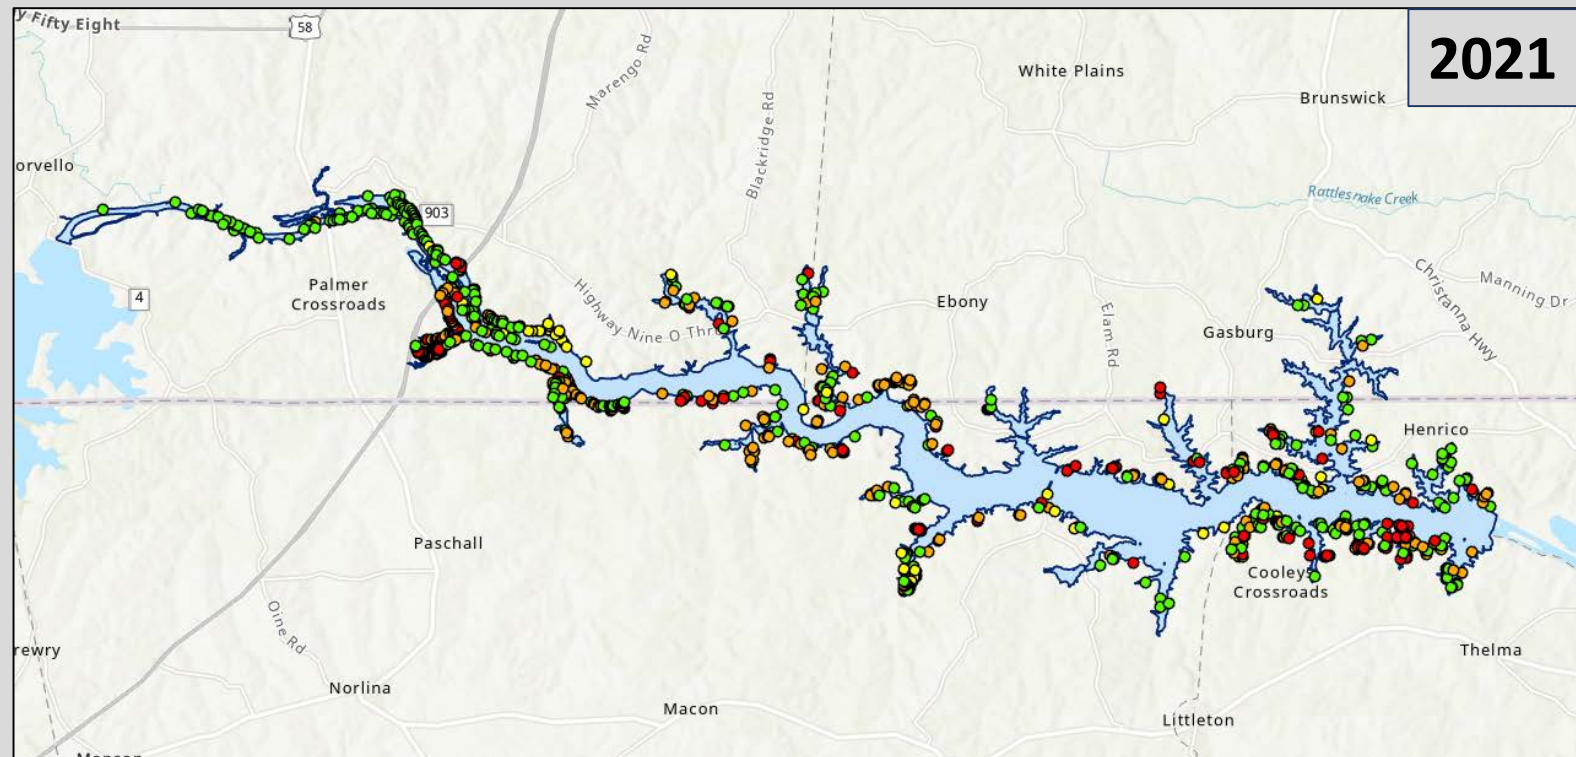 y Fifty Eight
58
Marengo Rd
Blackridge Rd
White Plains
Brunswick
2021
orvello
903
Rattlesnake Creek
4
Palmer
Crossroads
Highway Nine O Thr
Ebony
Elam Rd
Gasburg
Christanna Hwy
Manning Dr
Henrico
Paschall
Cooleys
Crossroads
Oine Rd
rewry
Norlina
Macon
Littleton
Thelma